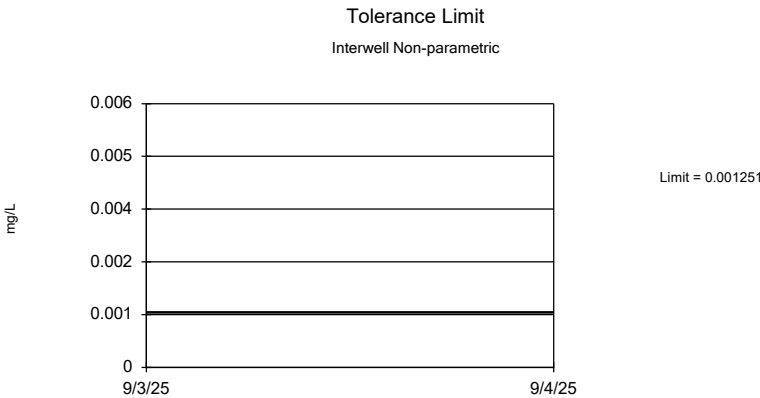 Tolerance Limit
Interwell Non-parametric
0.006
0.005
0.004
0.002
0.001
0
mg/L
9/3/25
9/4/25
Limit = 0.001251